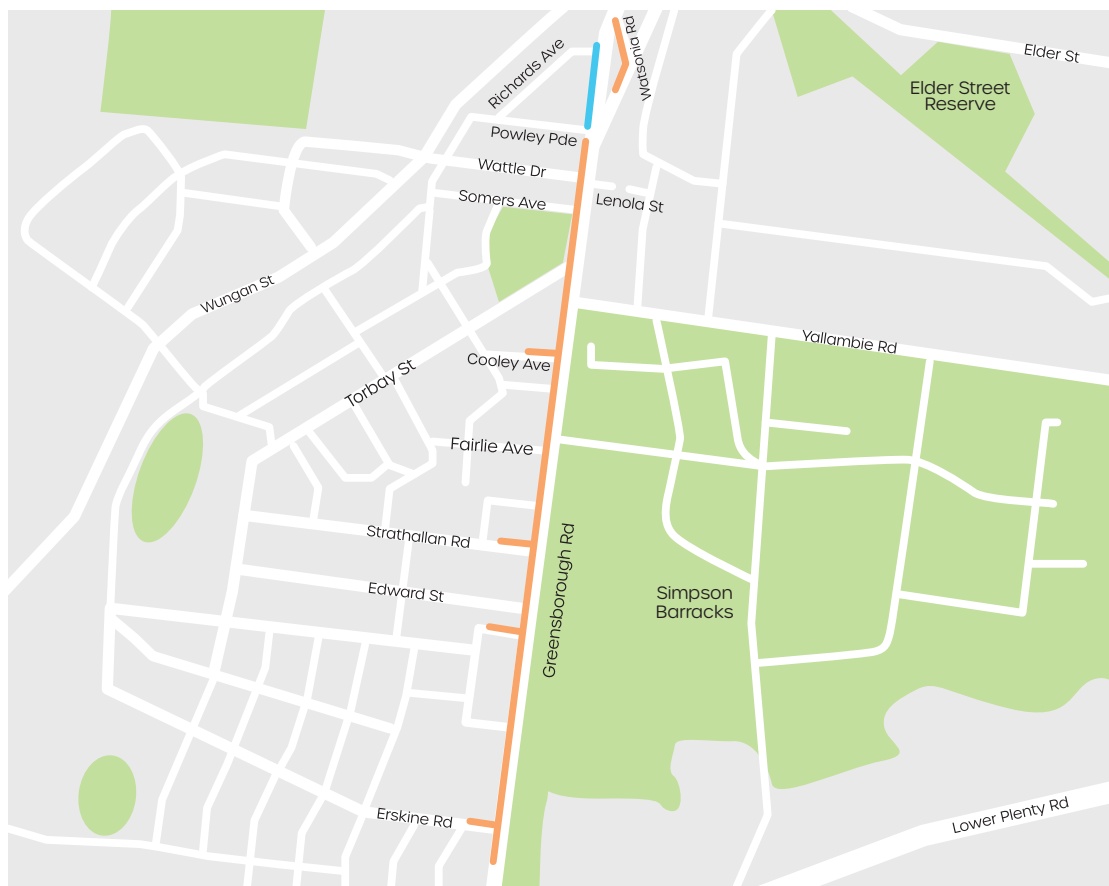 Watsonia Rd
Richards Ave
Elder St
Elder Street
Reserve
Powley Pde
Wattle Dr
Somers Ave
Lenola St
Wungan St
Yallambie Rd
Cooley Ave
Torbay St
Fairlie Ave
Strathallan Rd
Greensborough Rd
Edward St
Simpson
Barracks
Erskine Rd
Lower Plenty Rd